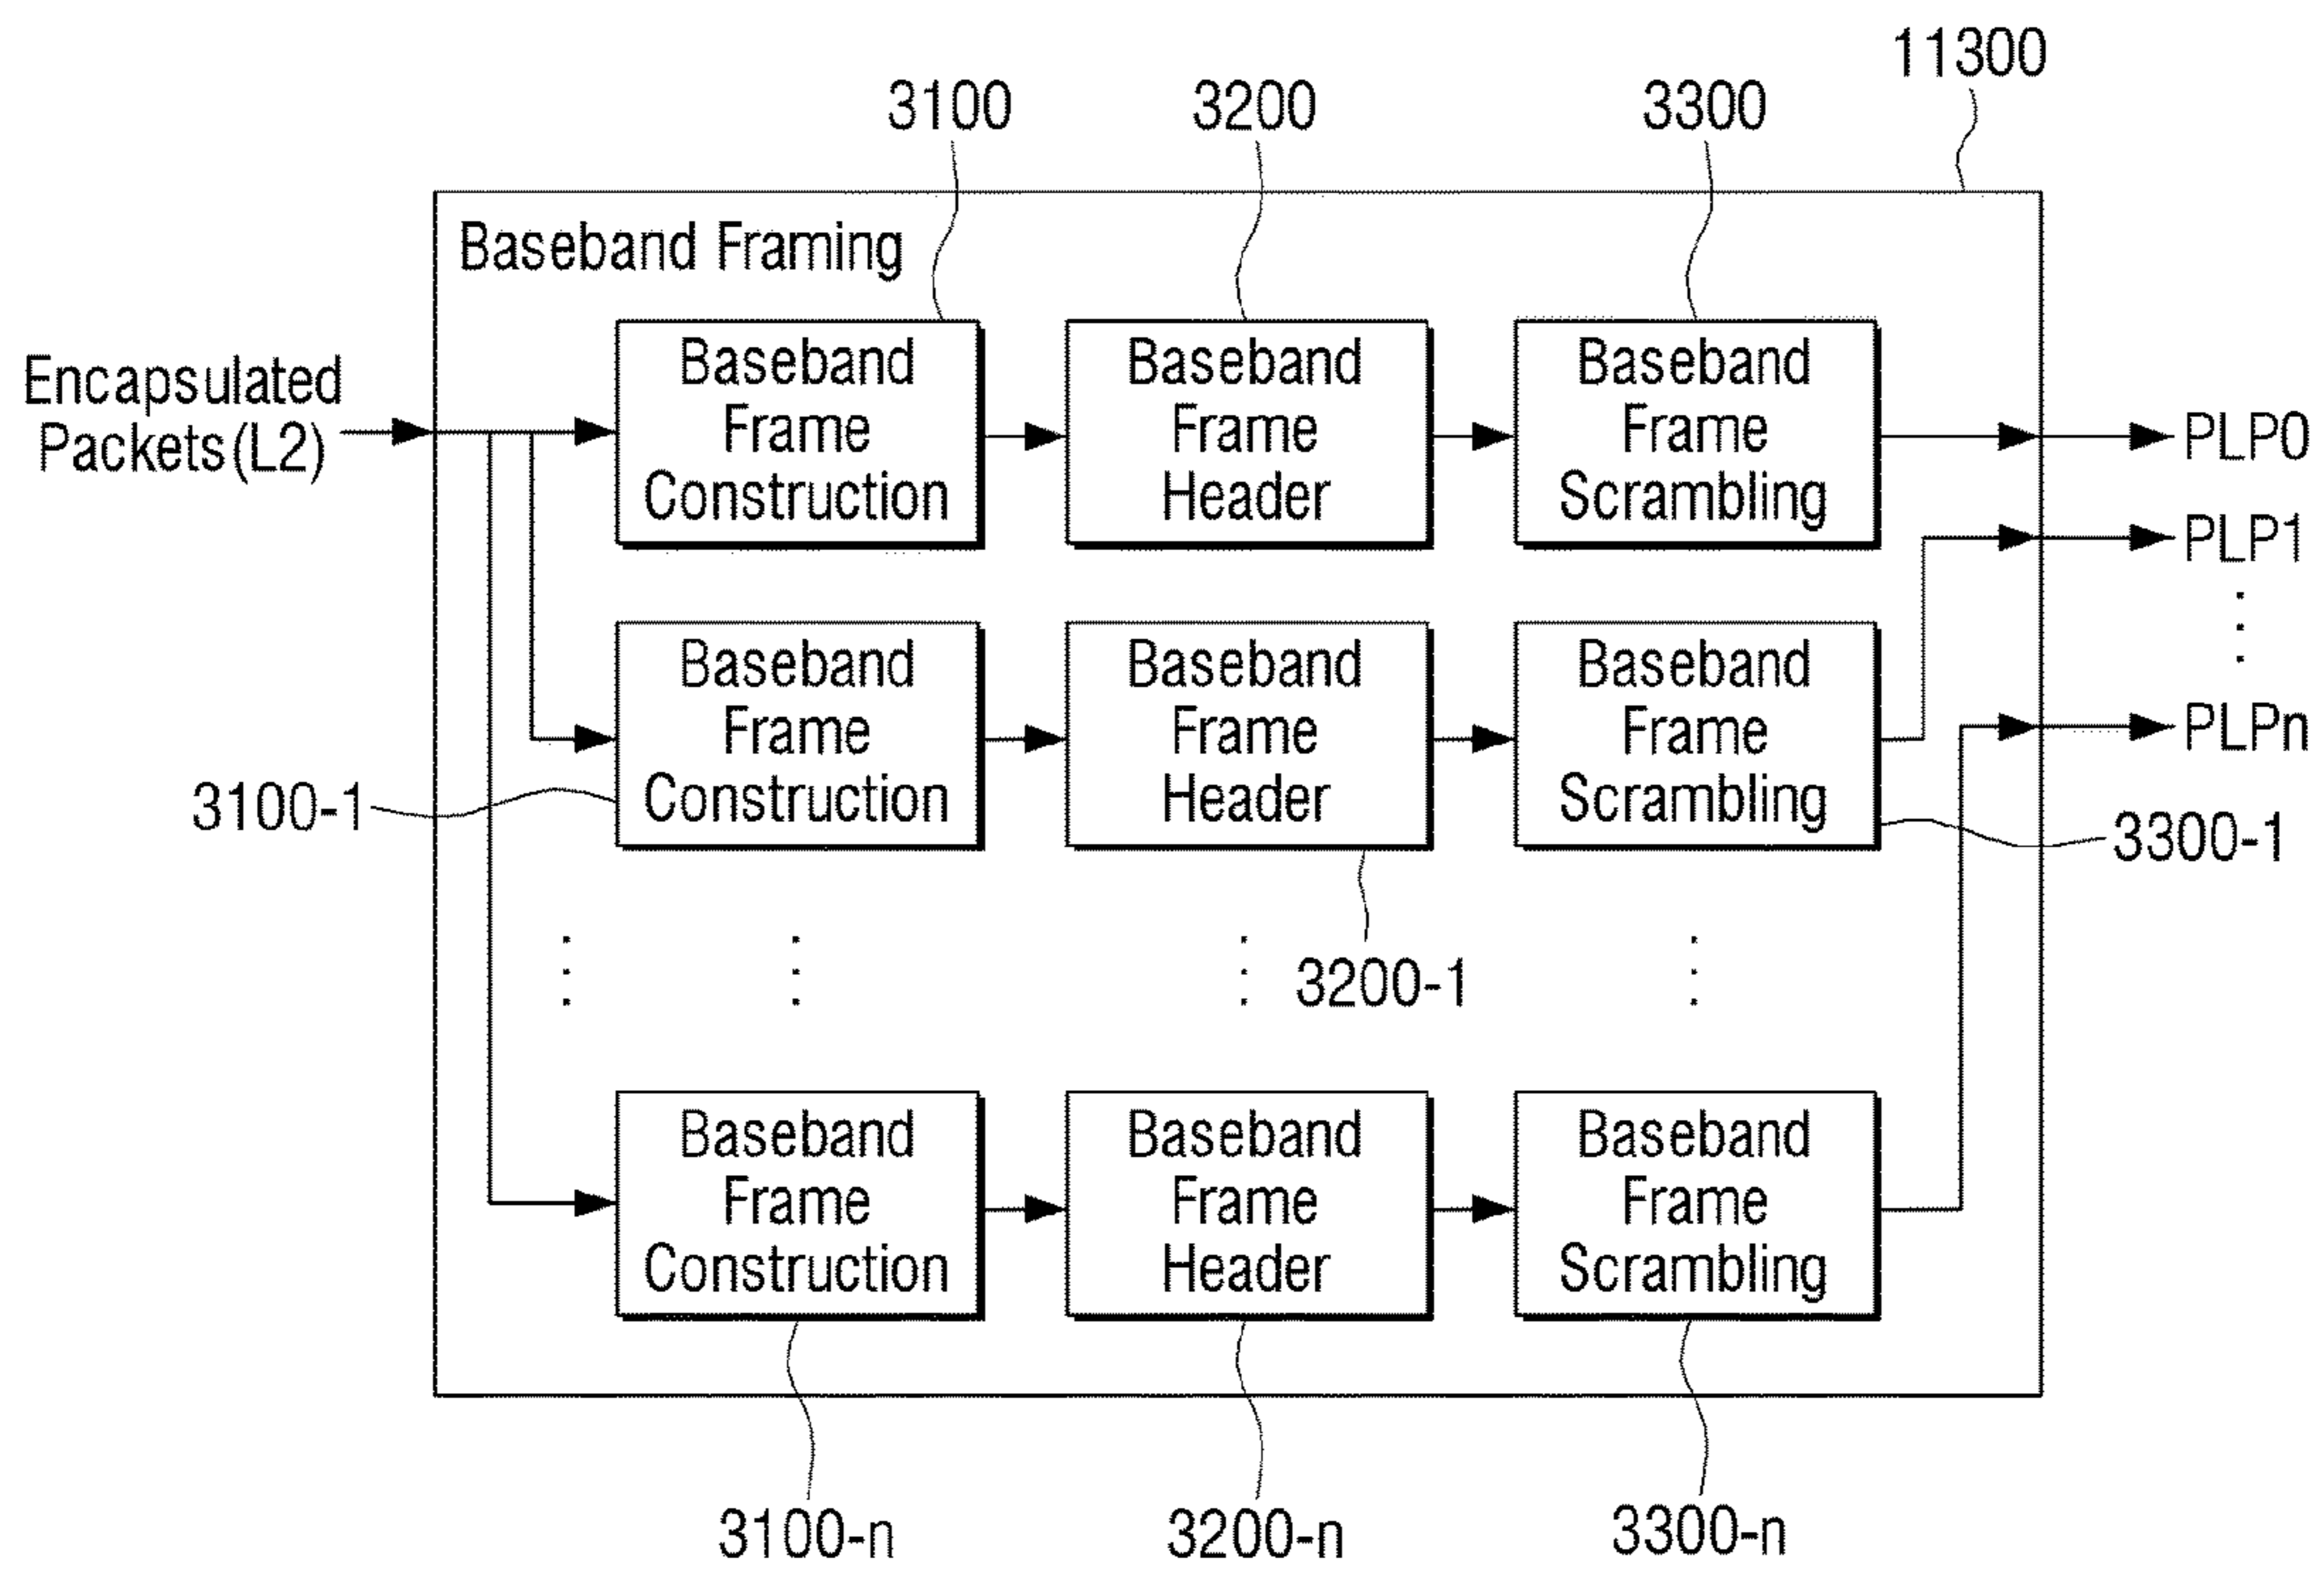 11300
3100
3200
3300
Baseband Framing
Encapsulated
Packets(L2)
Baseband
Frame
Construction
Baseband
Frame
Header
Baseband
Frame
Scrambling
PLP0
PLP1
PLPn
Baseband
Frame
Construction
Baseband
Frame
Header
Baseband
Frame
Scrambling
3100-1
3300-1
3200-1
Baseband
Frame
Construction
Baseband
Frame
Header
Baseband
Frame
Scrambling
3100-n
3200-n
3300-n